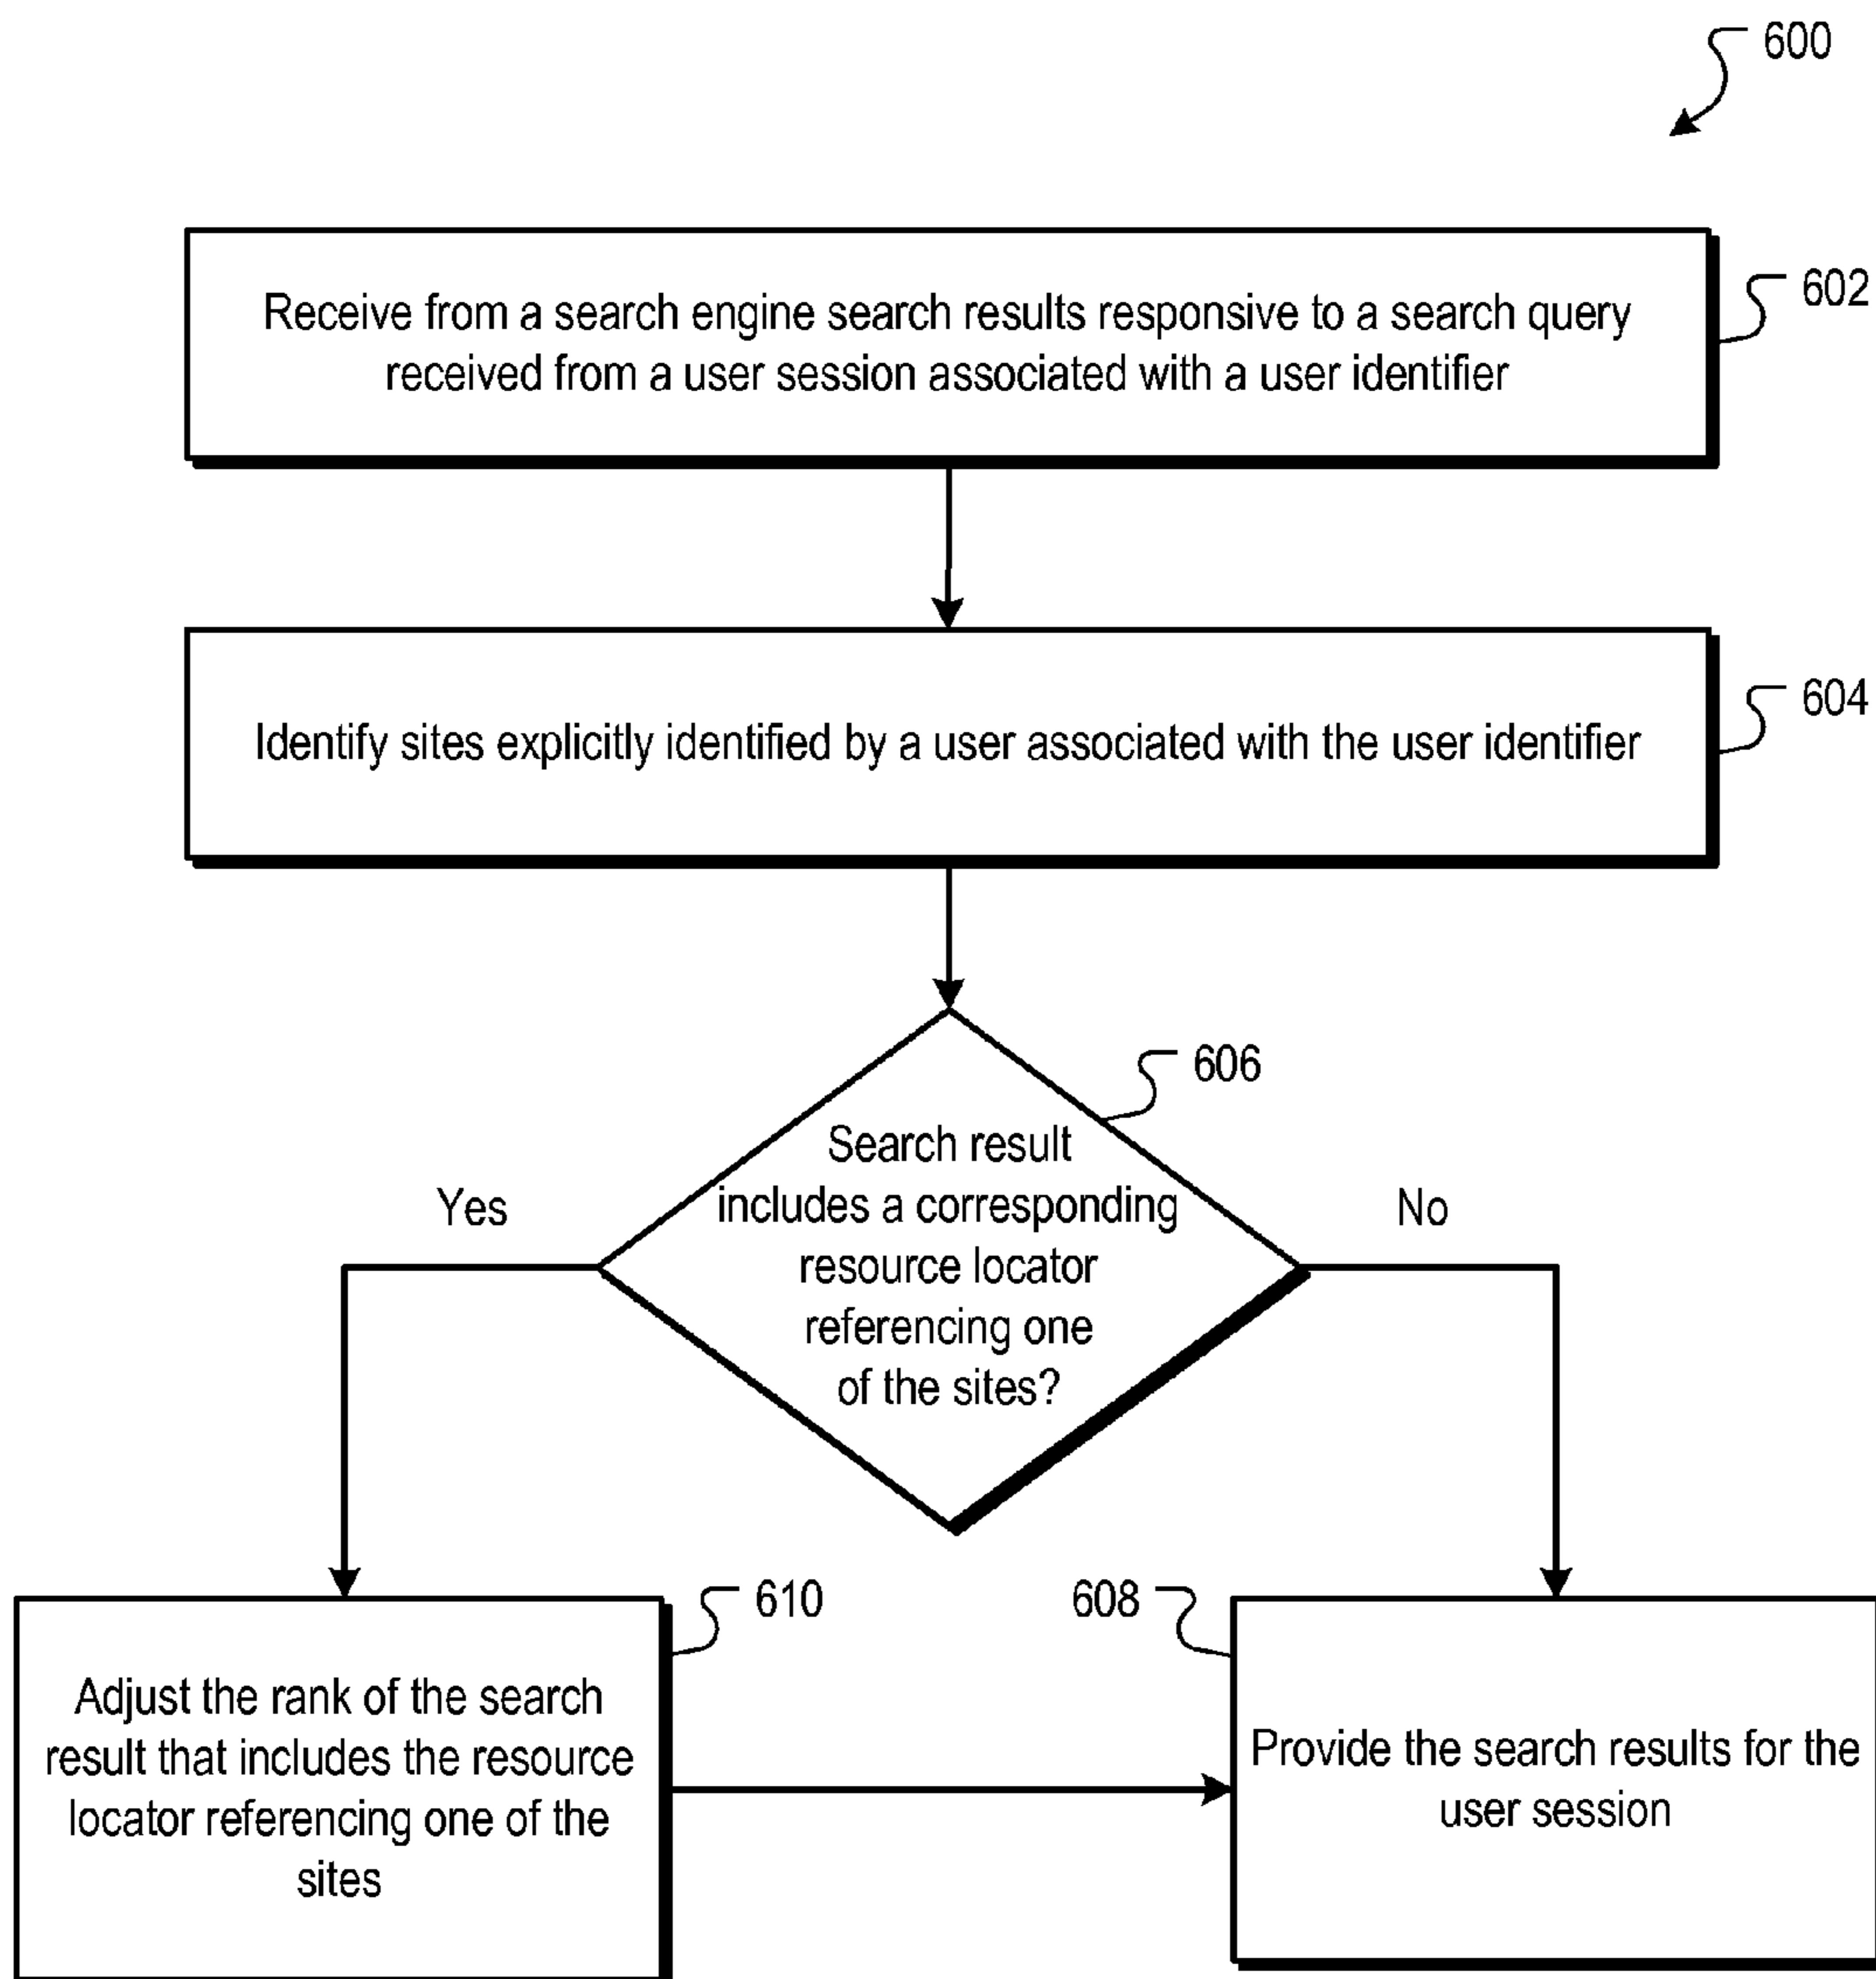 600
Receive from a search engine search results responsive to a search query
received from a user session associated with a user identifier
602
Identify sites explicitly identified by a user associated with the user identifier
604
606
Search result
includes a corresponding
resource locator
referencing one
of the sites?
Yes
No
610
Adjust the rank of the search
result that includes the resource
locator referencing one of the
sites
608
Provide the search results for the
user session